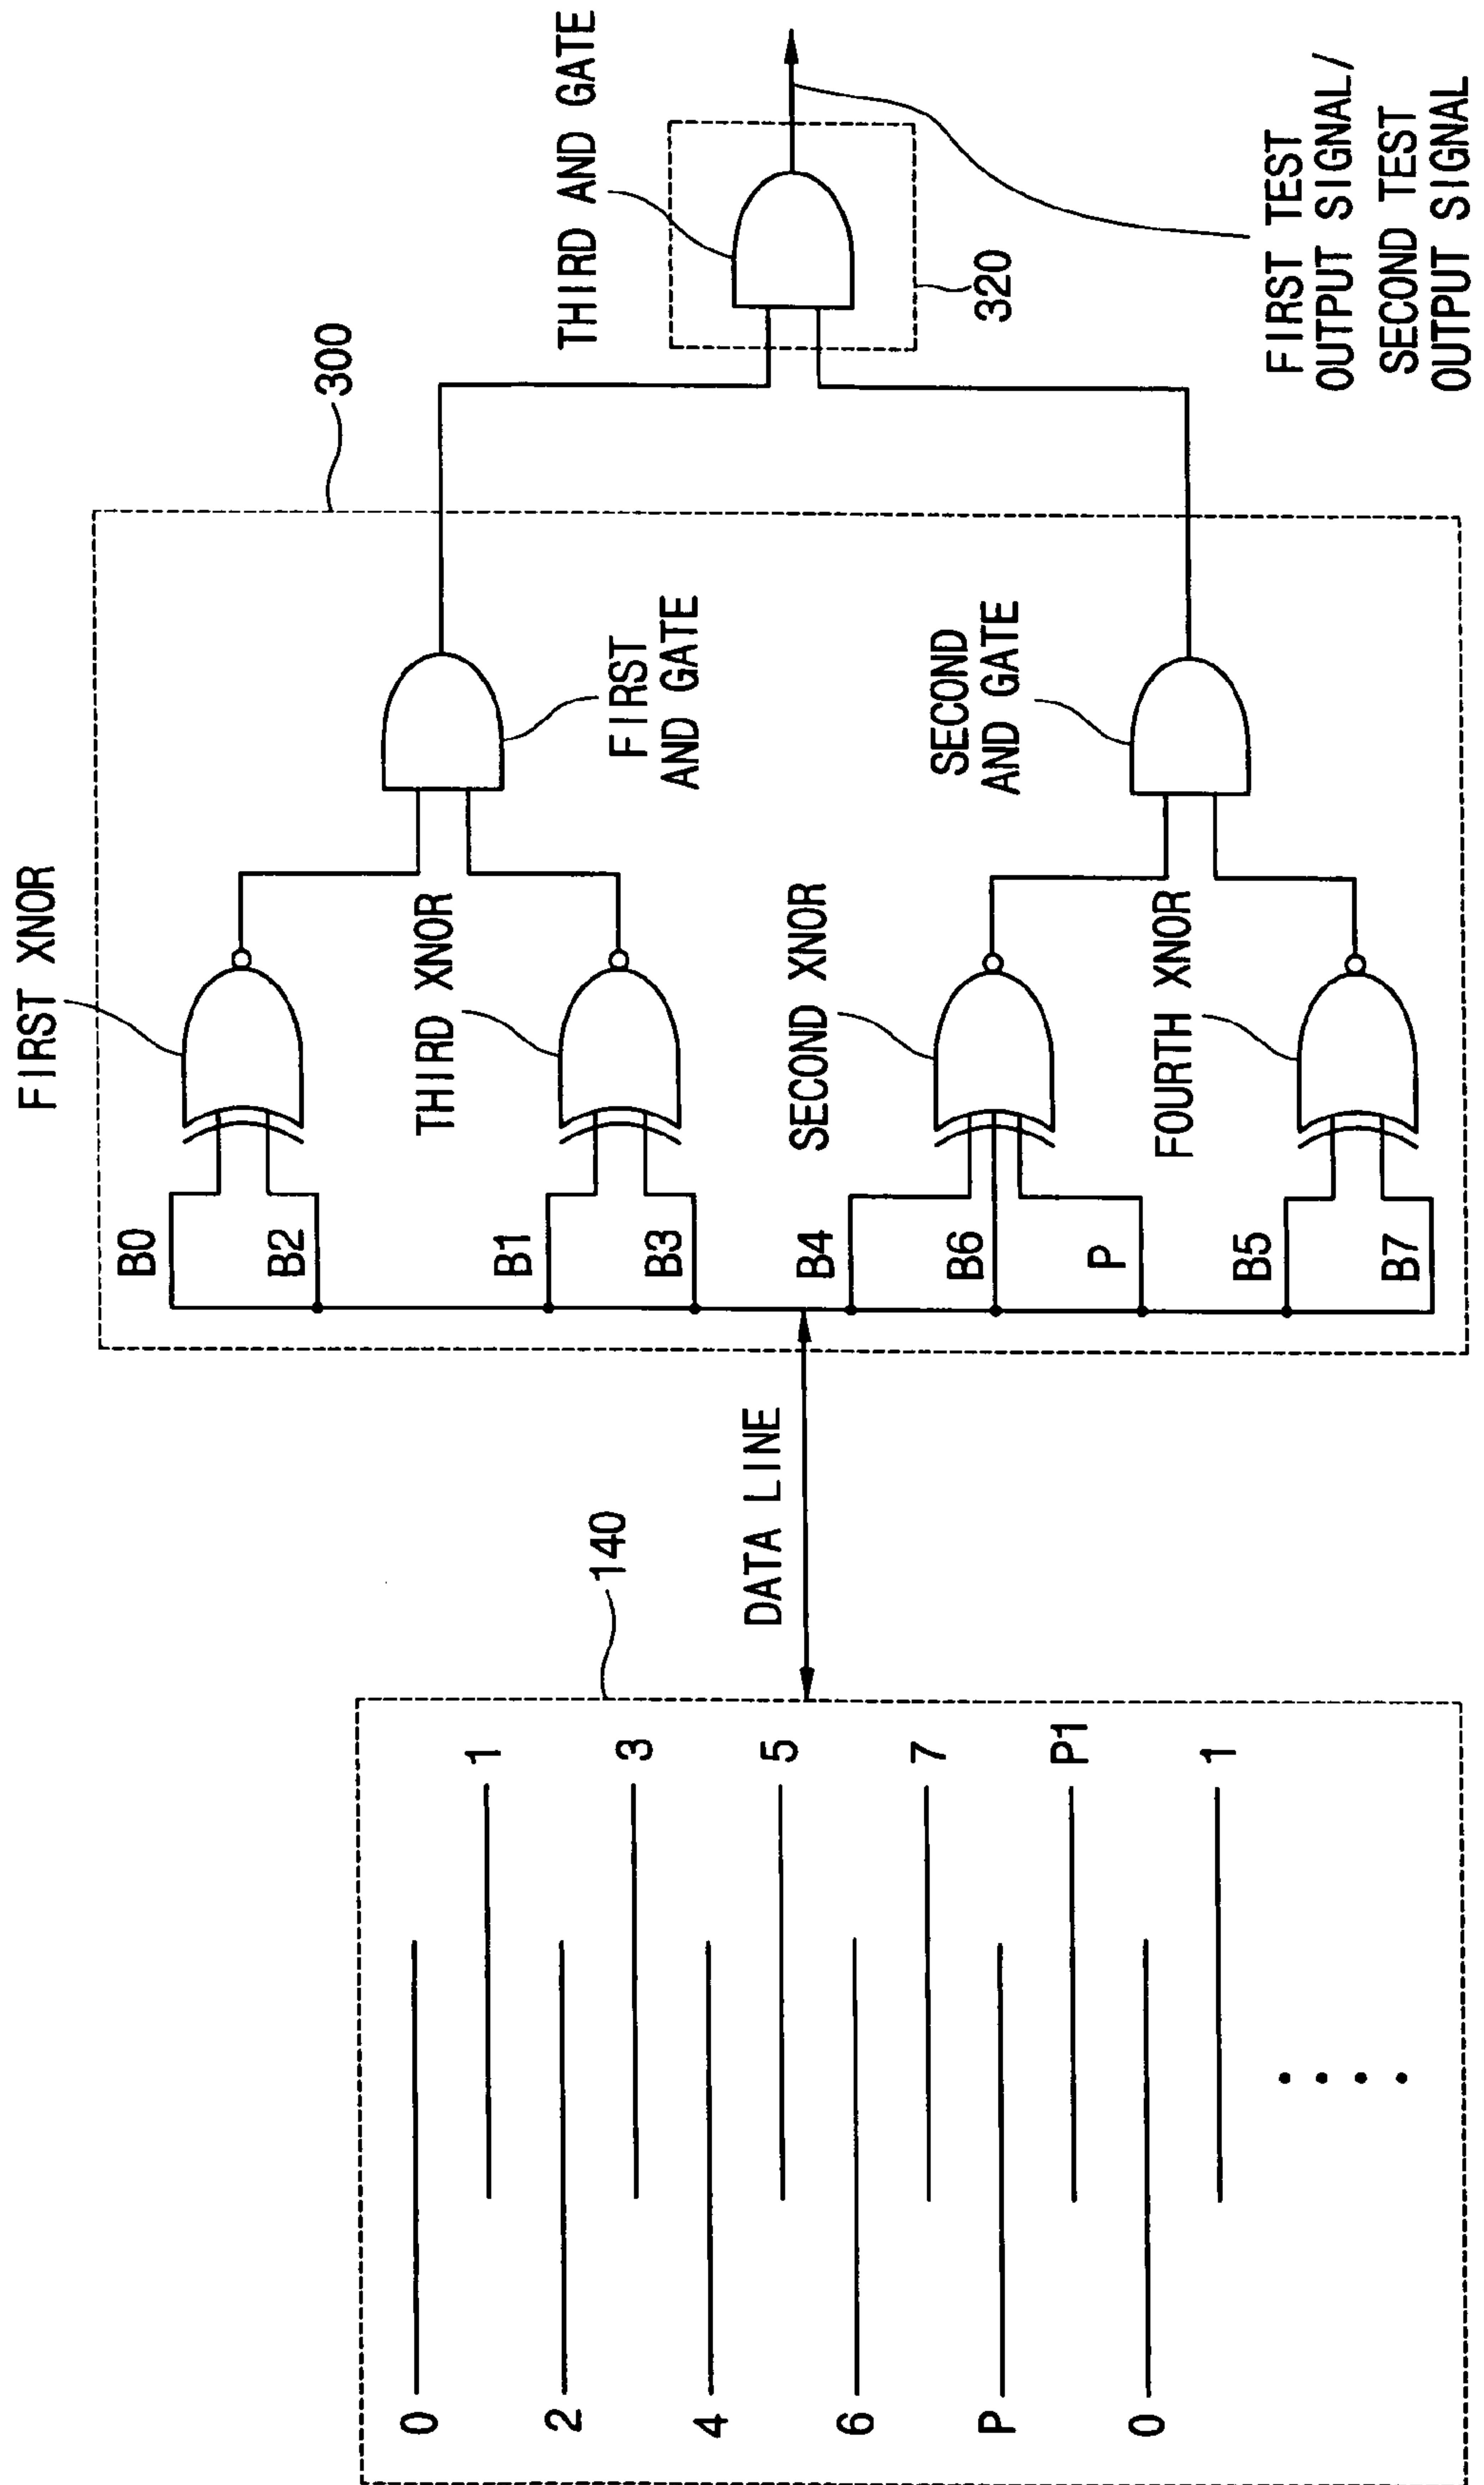 140
0
2
4
6
P
0
1
3
5
7
P1
1
DATA LINE
300
B0
B2
B1
B3
B4
B6
P
B5
B7
FIRST XNOR
THIRD XNOR
SECOND XNOR
FOURTH XNOR
FIRST
AND GATE
SECOND
AND GATE
THIRD AND GATE
320
FIRST TEST
OUTPUT SIGNAL/
SECOND TEST
OUTPUT SIGNAL